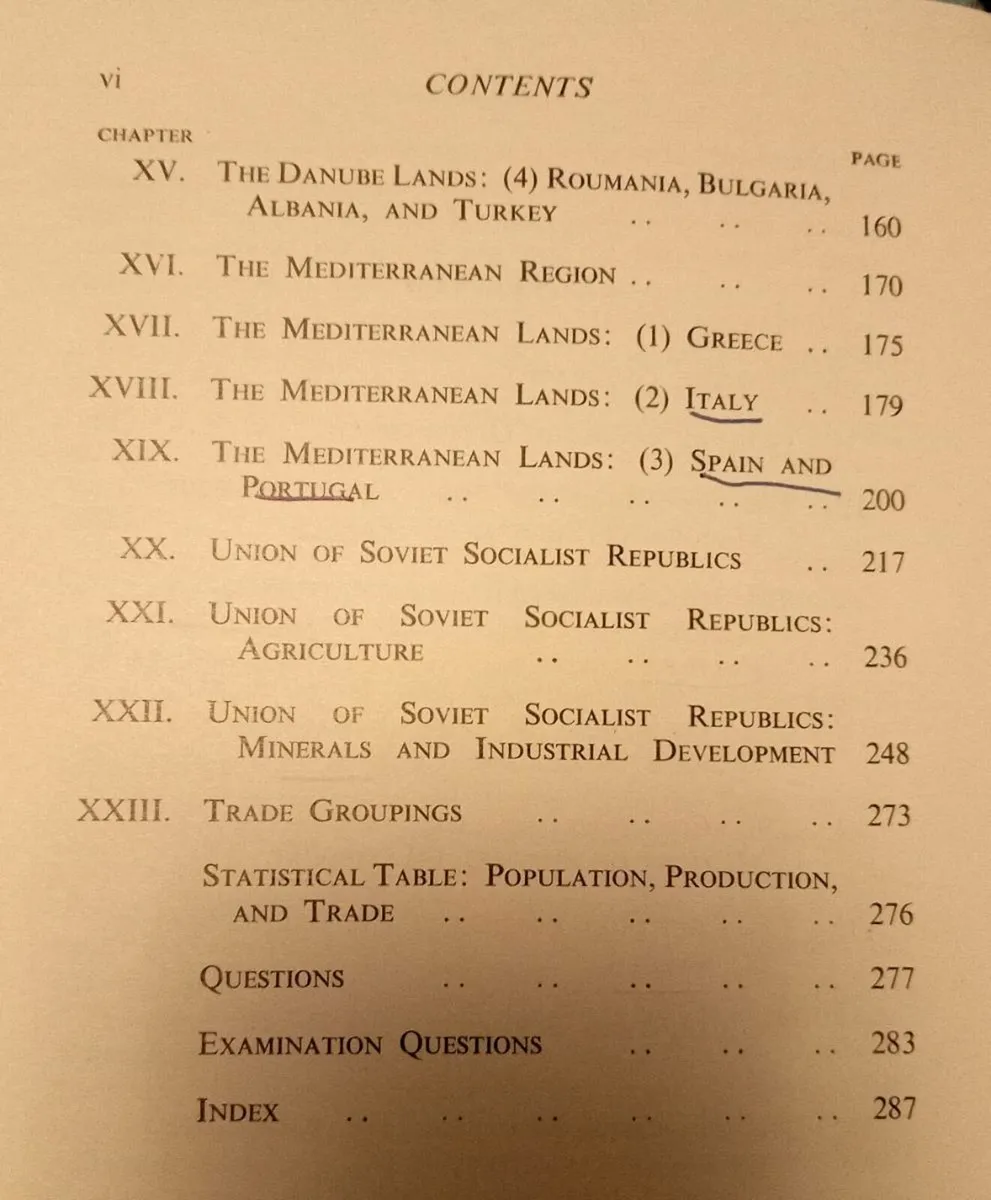 vi CONTENTS
CHAPTER PAGE
XV. THE DANUBE LANDS: (4) ROUMANIA, BULGARIA,
ALBANIA, AND TURKEY .. .. .. 160
XVI. THE MEDITERRANEAN REGION .. .. .. 170
XVII. THE MEDITERRANEAN LANDS: (1) GREECE .. 175
XVIII. THE MEDITERRANEAN LANDS: (2) ITALY .. 179
XIX. THE MEDITERRANEAN LANDS: (3) SPAIN AND
PORTUGAL .. .. .. .. .. 200
XX. UNION OF SOVIET SOCIALIST REPUBLICS .. 217
XXI. UNION OF SOVIET SOCIALIST REPUBLICS:
AGRICULTURE .. .. .. .. 236
XXII. UNION OF SOVIET SOCIALIST REPUBLICS:
MINERALS AND INDUSTRIAL DEVELOPMENT 248
XXIII. TRADE GROUPINGS .. .. .. .. 273
STATISTICAL TABLE: POPULATION, PRODUCTION,
AND TRADE .. .. .. .. .. 276
QUESTIONS .. .. .. .. .. 277
EXAMINATION QUESTIONS .. .. .. 283
INDEX .. .. .. .. .. .. 287